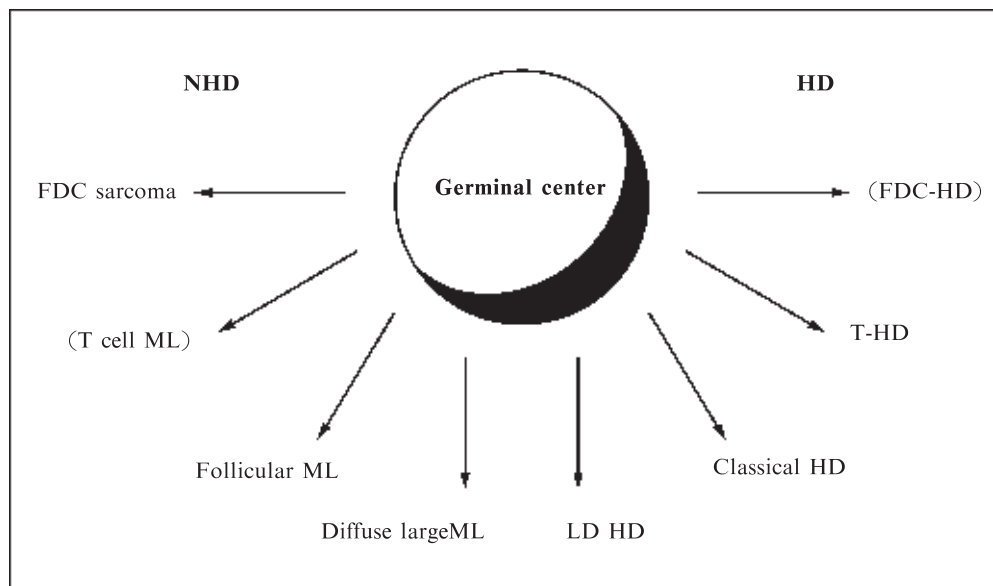 NHD
HD
FDC sarcoma
Germinal center
(FDC-HD)
(T cell ML)
T-HD
Follicular ML
Classical HD
Diffuse largeML
LD HD